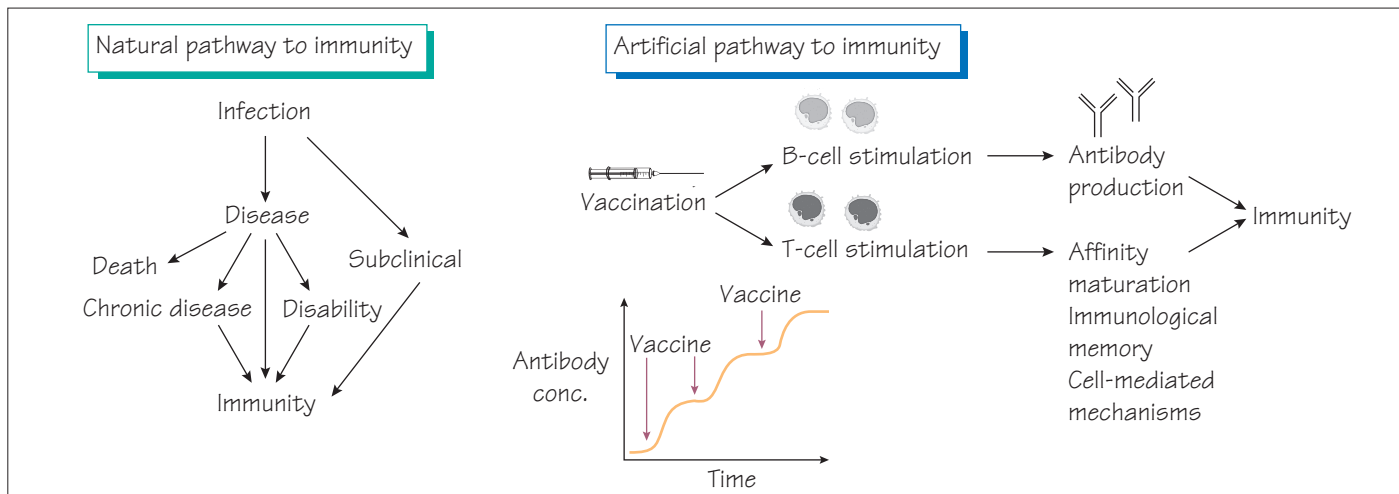 Natural pathway to immunity
Infection
Disease
Subclinical
Death
Chronic disease
Disability
Immunity
Artificial pathway to immunity
Vaccination
B-cell stimulation
T-cell stimulation
Antibody
production
Affinity
maturation
Immunological
memory
Cell-mediated
mechanisms
Immunity
Vaccine
Vaccine
Antibody
conc.
Time